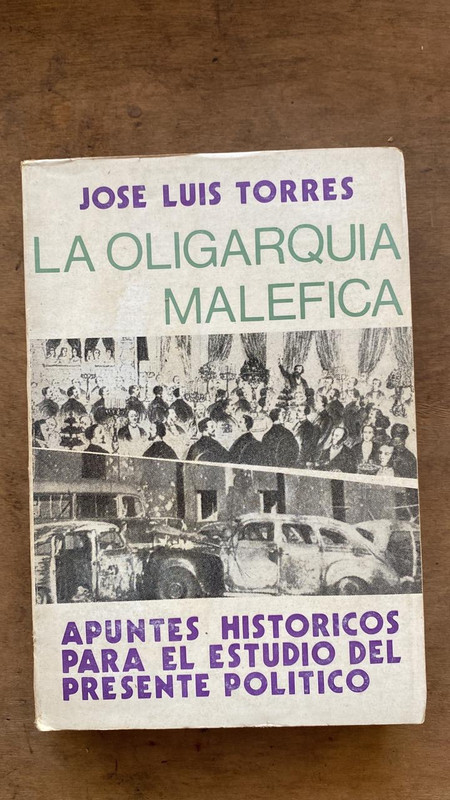 JOSE LUIS TORRES
LA OLIGARQUIA
MALEFICA
APUNTES HISTORICOS
PARA EL ESTUDIO DEL
PRESENTE POLITICO